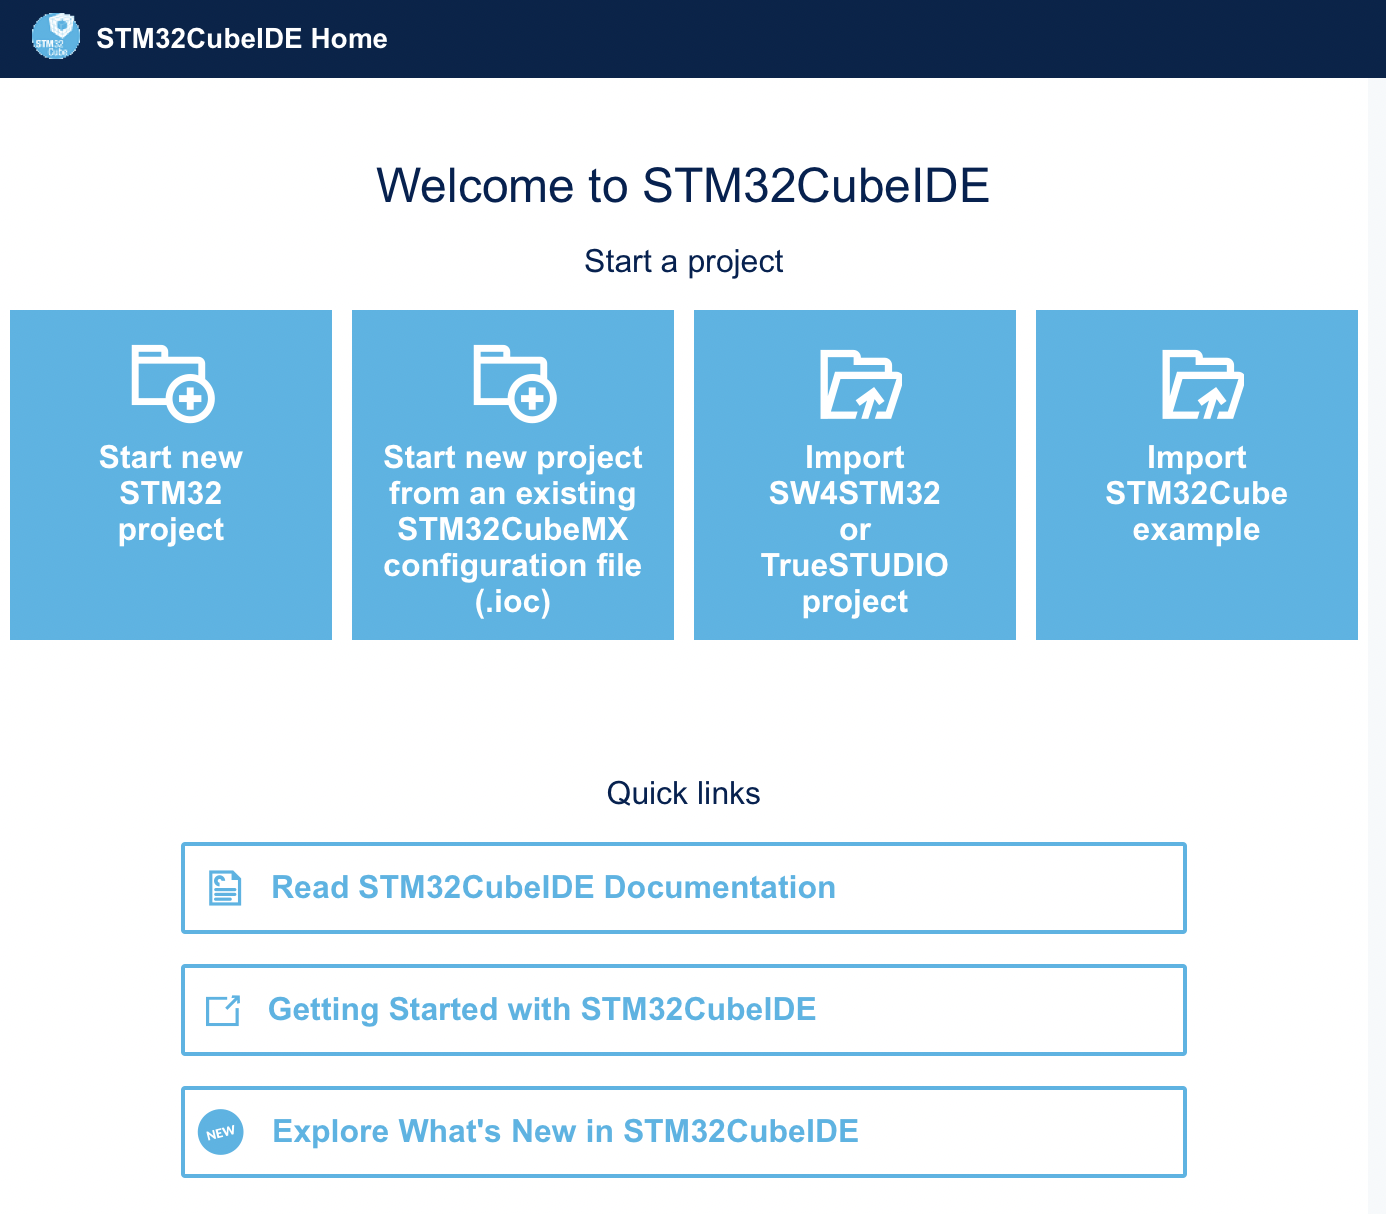 STM32
Cube
STM32CubeIDE Home
Welcome to STM32CubeIDE
Start a project
Start new
STM32
project
Start new project
from an existing
STM32CubeMX
configuration file
(.ioc)
Import
SW4STM32
or
TrueSTUDIO
project
Import
STM32Cube
example
Quick links
Read STM32CubeIDE Documentation
Getting Started with STM32CubeIDE
NEW
Explore What's New in STM32CubeIDE